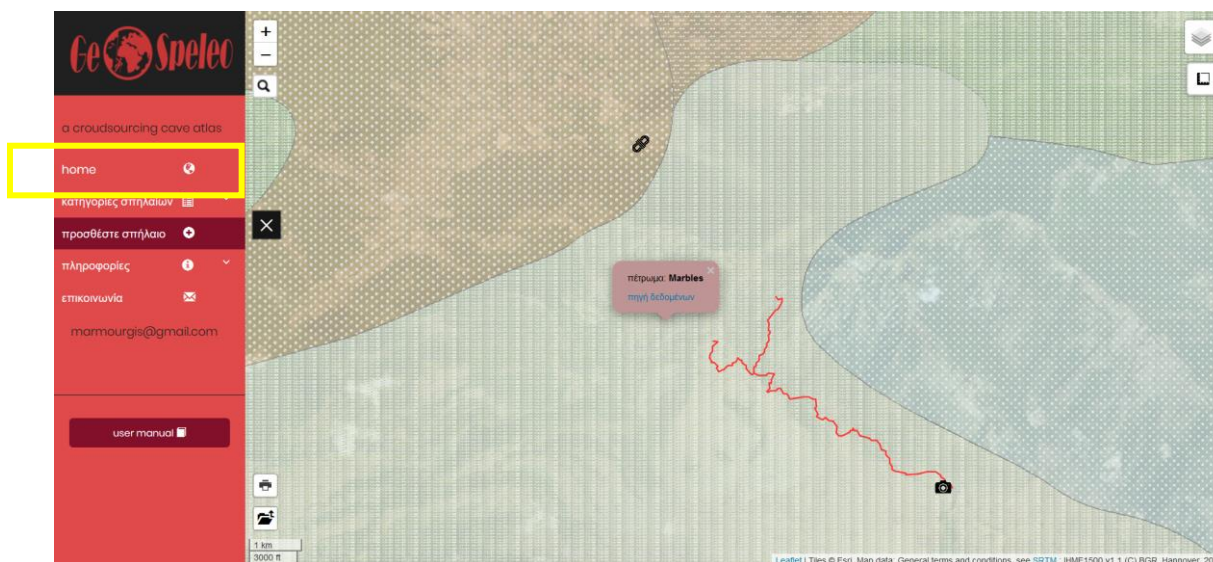 GeoSpeleo
a croudsourcing cave atlas
home
κατηγορίες σπηλαίων
προσθέστε σπήλαιο
πληροφορίες
επικοινωνία
marmourgis@gmail.com
user manual
+
−
×
πέτρωμα: Marbles
πηγή δεδομένων
1 km
3000 ft
Leaflet | Tiles © Esri, Map data: General terms and conditions, see SRTM ; IHME1500 v1.1 (C) BGR, Hannover, 20